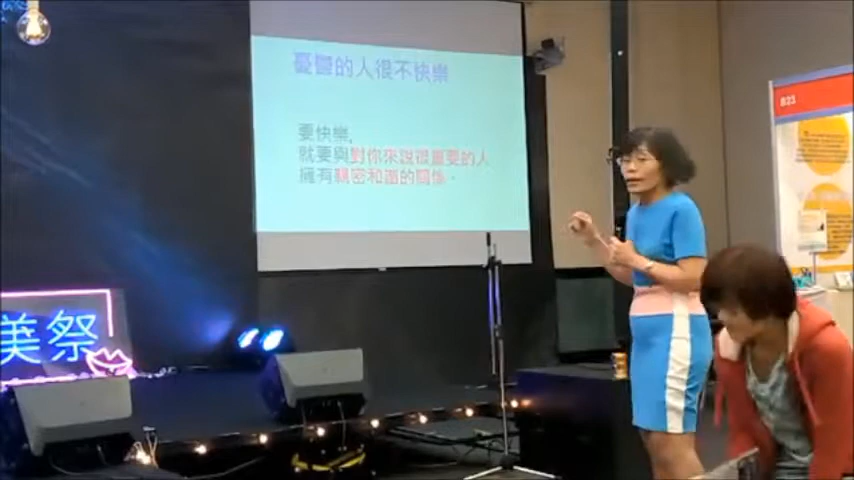 憂鬱的人很不快樂
要快樂,
就要與對你來說很重要的人
擁有親密和諧的關係。
B23
美祭